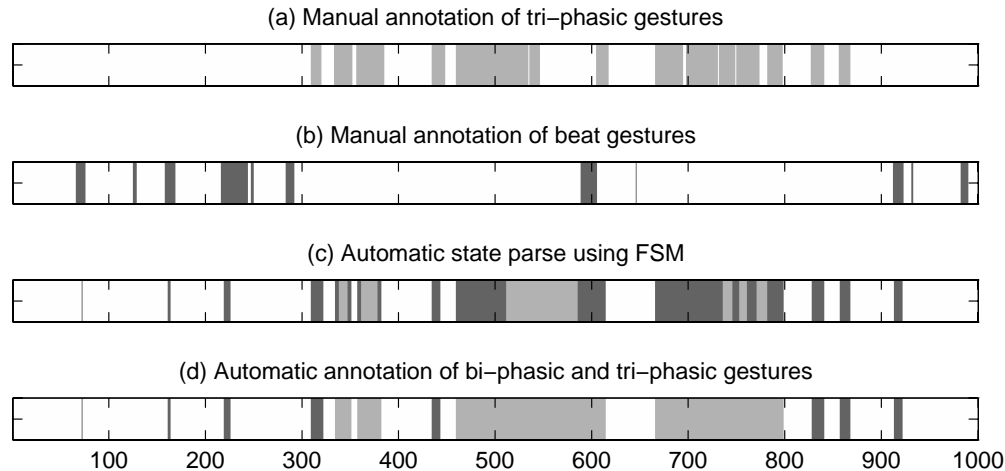 (a) Manual annotation of tri−phasic gestures
(b) Manual annotation of beat gestures
(c) Automatic state parse using FSM
(d) Automatic annotation of bi−phasic and tri−phasic gestures
100 200 300 400 500 600 700 800 900 1000